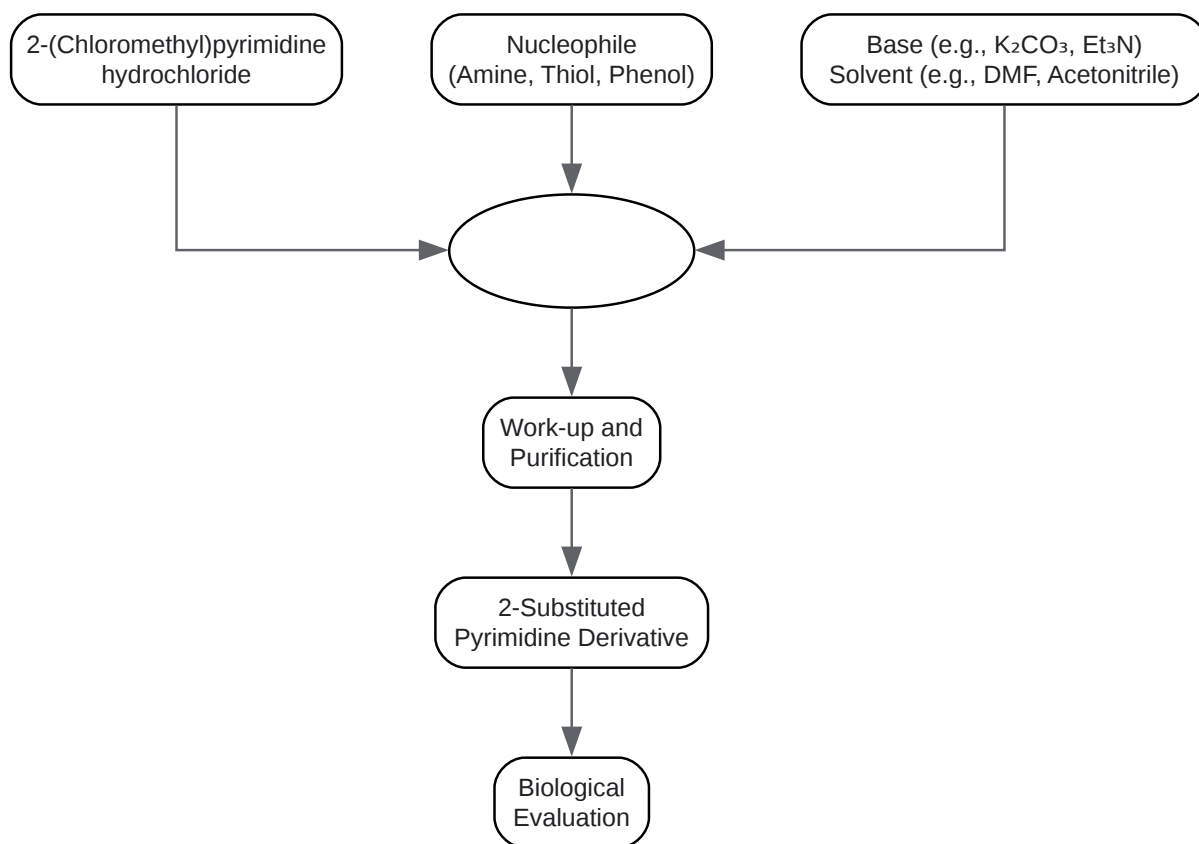 2-(Chloromethyl)pyrimidine
hydrochloride
Nucleophile
(Amine, Thiol, Phenol)
Base (e.g., K₂CO₃, Et₃N)
Solvent (e.g., DMF, Acetonitrile)
Work-up and
Purification
2-Substituted
Pyrimidine Derivative
Biological
Evaluation